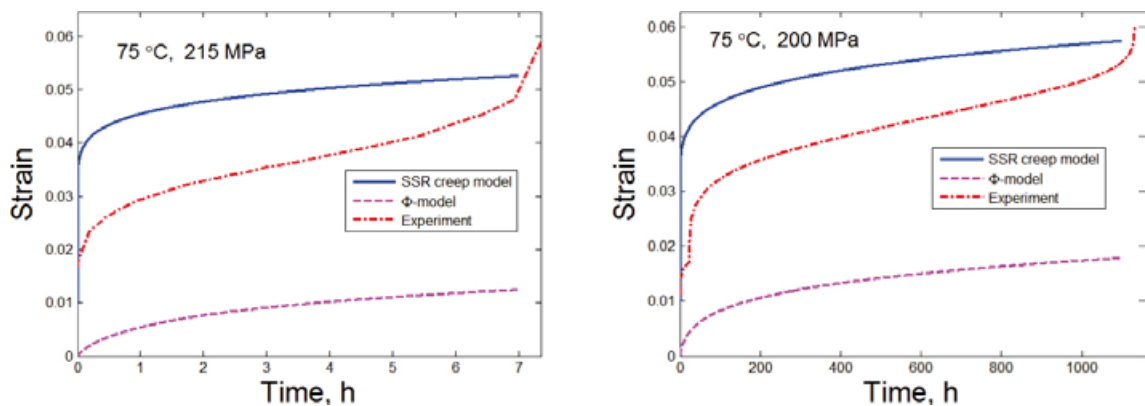 75 °C, 215 MPa
Strain
0.06
0.05
0.04
0.03
0.02
0.01
0
SSR creep model
Φ-model
Experiment
0 1 2 3 4 5 6 7
Time, h
75 °C, 200 MPa
Strain
0.06
0.05
0.04
0.03
0.02
0.01
0
SSR creep model
Φ-model
Experiment
0 200 400 600 800 1000
Time, h